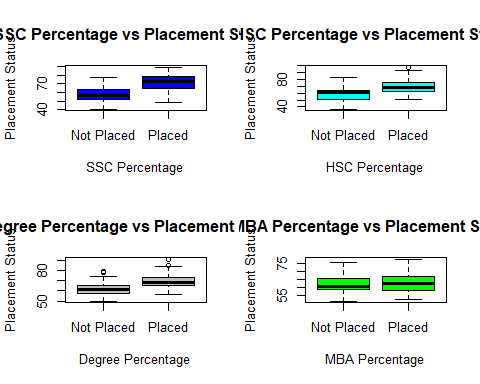 SSC Percentage vs Placement St
Placement Status
40 70
Not Placed Placed
SSC Percentage
HSC Percentage vs Placement St
Placement Status
40 80
Not Placed Placed
HSC Percentage
egree Percentage vs Placement
Placement Status
50 80
Not Placed Placed
Degree Percentage
MBA Percentage vs Placement S
Placement Status
55 75
Not Placed Placed
MBA Percentage